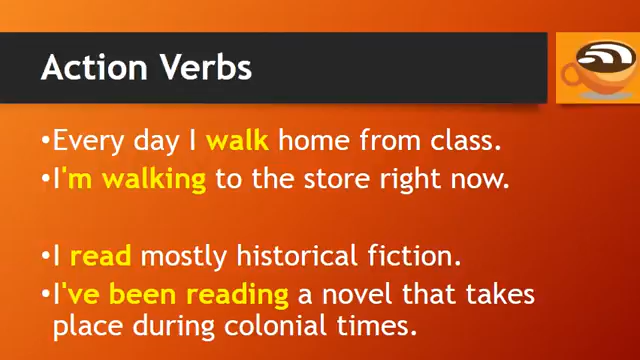 Action Verbs
•Every day I walk home from class.
•I'm walking to the store right now.
•I read mostly historical fiction.
•I've been reading a novel that takes
place during colonial times.